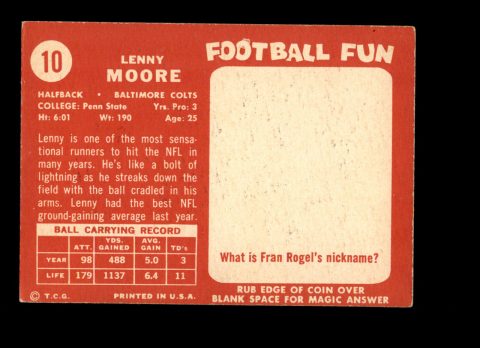 10
LENNY
MOORE
HALFBACK • BALTIMORE COLTS
COLLEGE: Penn State Yrs. Pro: 3
Ht: 6:01 Wt: 190 Age: 25
Lenny is one of the most sensa-
tional runners to hit the NFL in
many years. He's like a bolt of
lightning as he streaks down the
field with the ball cradled in his
arms. Lenny had the best NFL
ground-gaining average last year.
BALL CARRYING RECORD
ATT. YDS. GAINED AVG. GAIN TD's
YEAR 98 488 5.0 3
LIFE 179 1137 6.4 11
© T.C.G. PRINTED IN U.S.A.
FOOTBALL FUN
What is Fran Rogel's nickname?
RUB EDGE OF COIN OVER
BLANK SPACE FOR MAGIC ANSWER